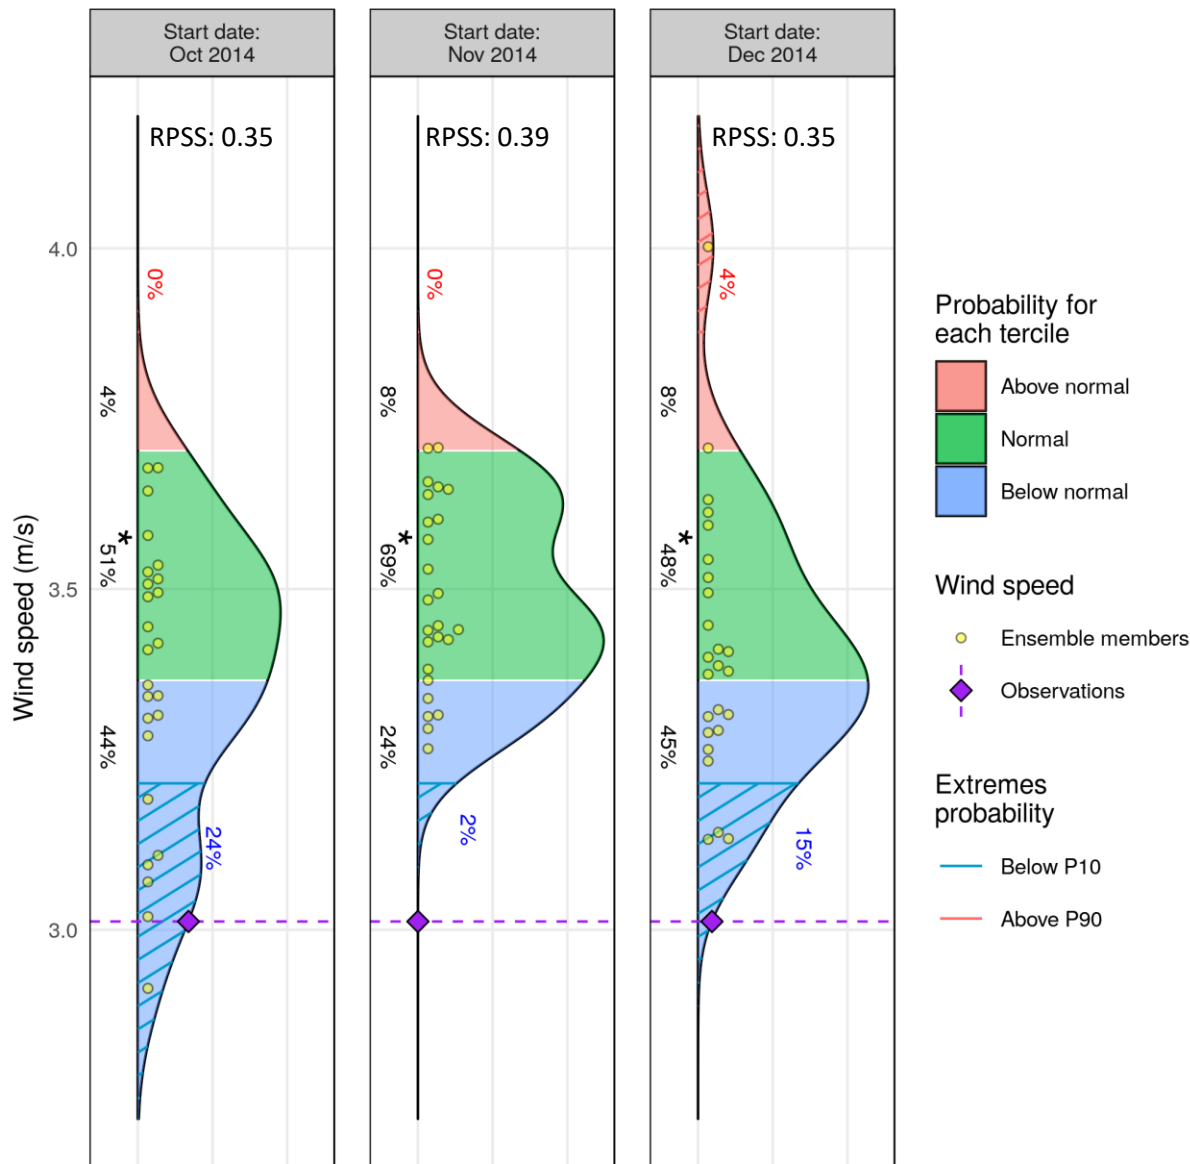 Start date:
Oct 2014
Start date:
Nov 2014
Start date:
Dec 2014
RPSS: 0.35
RPSS: 0.39
RPSS: 0.35
4.0
3.5
3.0
Wind speed (m/s)
0%
4%
*
51%
44%
24%
0%
8%
*
69%
24%
2%
4%
8%
*
48%
45%
15%
Probability for
each tercile
Above normal
Normal
Below normal
Wind speed
Ensemble members
Observations
Extremes
probability
Below P10
Above P90